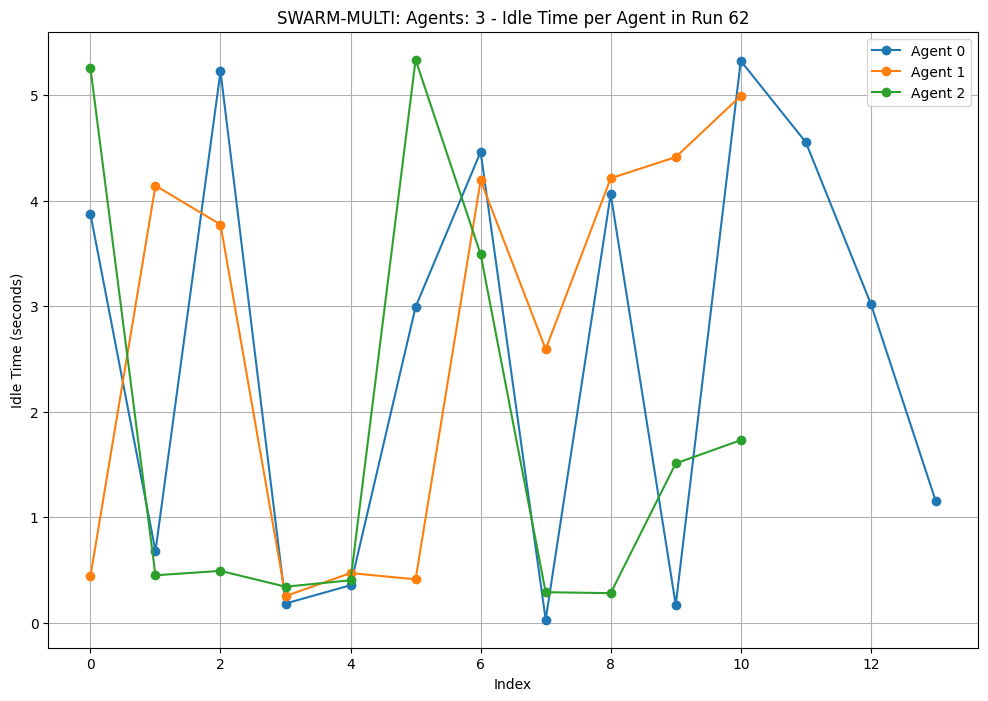 SWARM-MULTI: Agents: 3 - Idle Time per Agent in Run 62
Agent 0
Agent 1
Agent 2
Idle Time (seconds)
5
4
3
2
1
0
0 2 4 6 8 10 12
Index